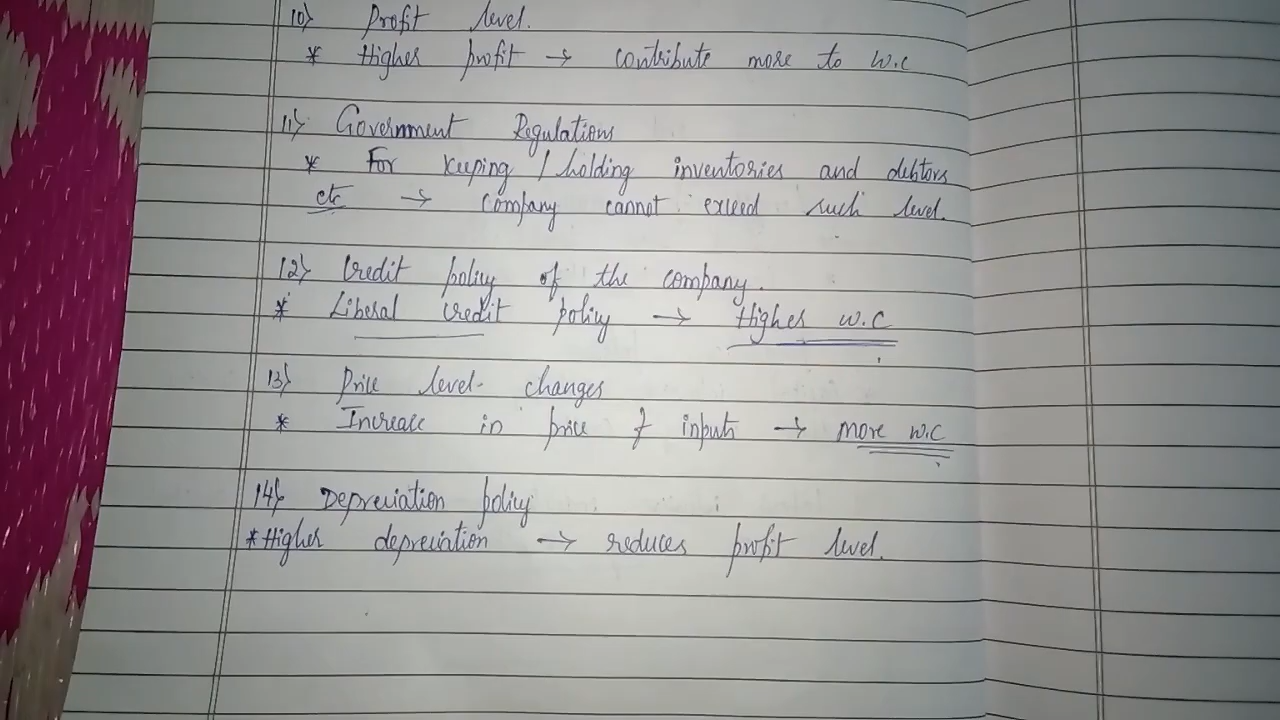 10} Profit level.
* Higher profit → contribute more to W.C
11} Government Regulations
* For keeping / holding inventories and debtors
etc → Company cannot exceed such level.
12} Credit policy of the company.
* Liberal credit policy → Higher W.C
13} Price level changes
* Increase in price of inputs → more W.C
14} Depreciation policy
* Higher depreciation → reduces profit level.